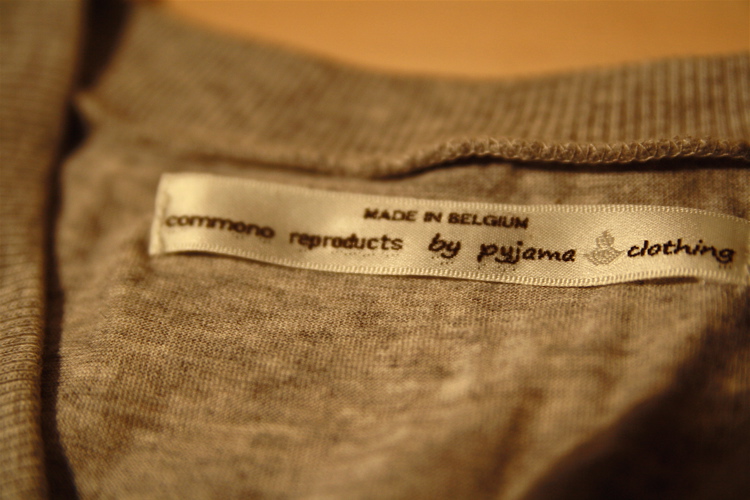 MADE IN BELGIUM
commono reproducts by pyjama clothing